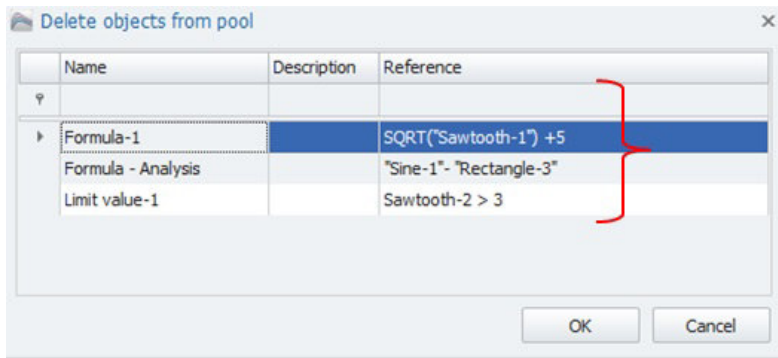 Delete objects from pool
Name Description Reference
Formula-1 SQRT("Sawtooth-1") +5
Formula - Analysis "Sine-1"- "Rectangle-3"
Limit value-1 Sawtooth-2 > 3
OK Cancel